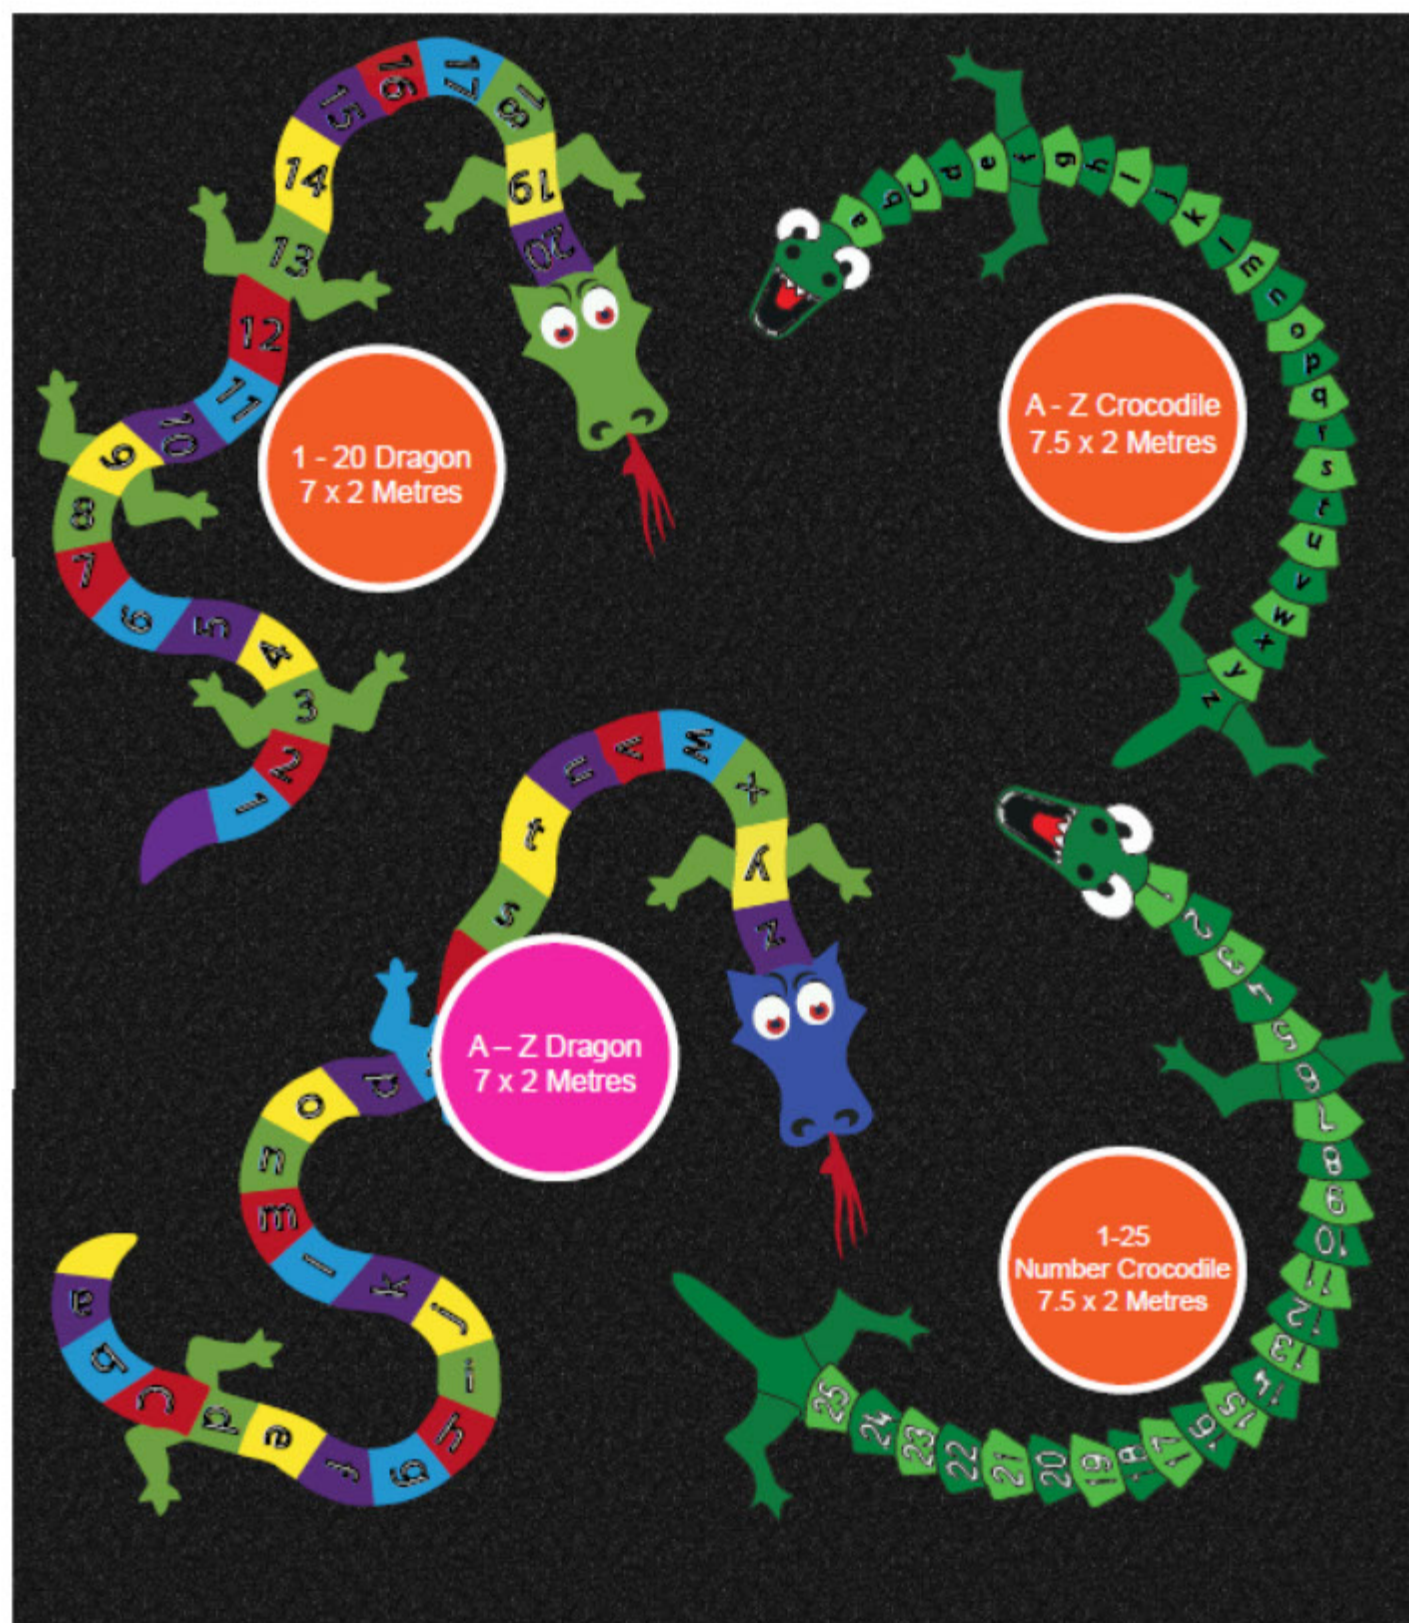 1
2
3
4
5
6
7
8
9
10
11
12
13
14
15
16
17
18
19
20
1 - 20 Dragon
7 x 2 Metres
a
b
c
d
e
f
g
h
i
j
k
l
m
n
o
p
q
r
s
t
u
v
w
x
y
z
A - Z Crocodile
7.5 x 2 Metres
a
b
c
d
e
f
g
h
i
j
k
l
m
n
o
p
s
t
u
v
w
x
y
z
A – Z Dragon
7 x 2 Metres
1
2
3
4
5
6
7
8
9
10
11
12
13
14
15
16
17
18
19
20
21
22
23
24
25
1-25
Number Crocodile
7.5 x 2 Metres